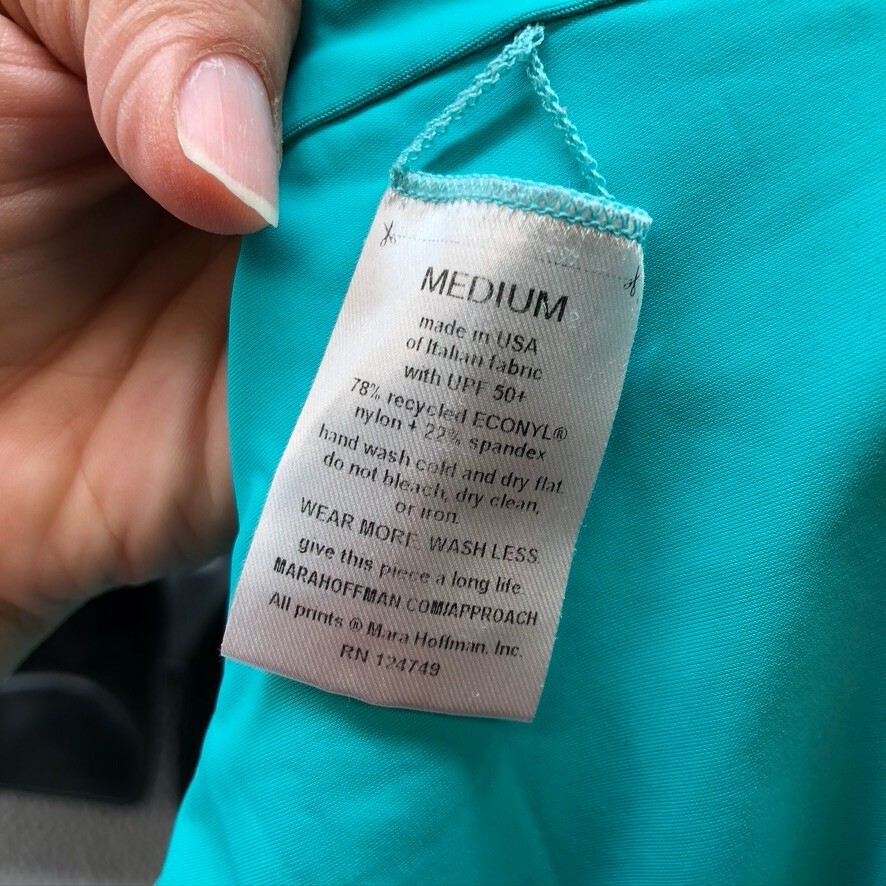 MEDIUM
made in USA
of Italian fabric
with UPF 50+
78% recycled ECONYL®
nylon + 22% spandex
hand wash cold and dry flat.
do not bleach, dry clean,
or iron.
WEAR MORE. WASH LESS.
give this piece a long life.
MARAHOFFMAN.COM/APPROACH
All prints ® Mara Hoffman, Inc.
RN 124749